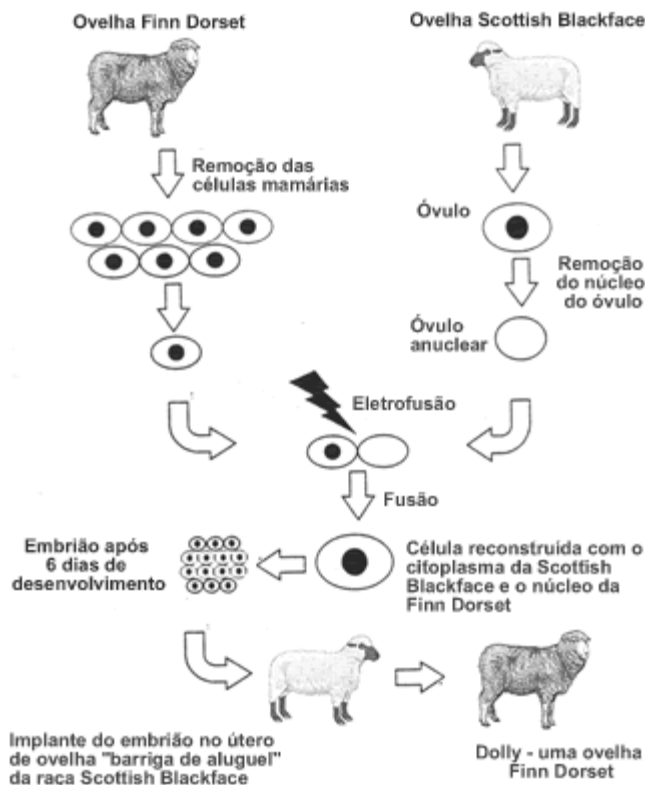 Ovelha Finn Dorset
Ovelha Scottish Blackface
Remoção das
células mamárias
Óvulo
Remoção
do núcleo
do óvulo
Óvulo
anuclear
Eletrofusão
Fusão
Embrião após
6 dias de
desenvolvimento
Célula reconstruída com o
citoplasma da Scottish
Blackface e o núcleo da
Finn Dorset
Implante do embrião no útero
de ovelha "barriga de aluguel"
da raça Scottish Blackface
Dolly - uma ovelha
Finn Dorset